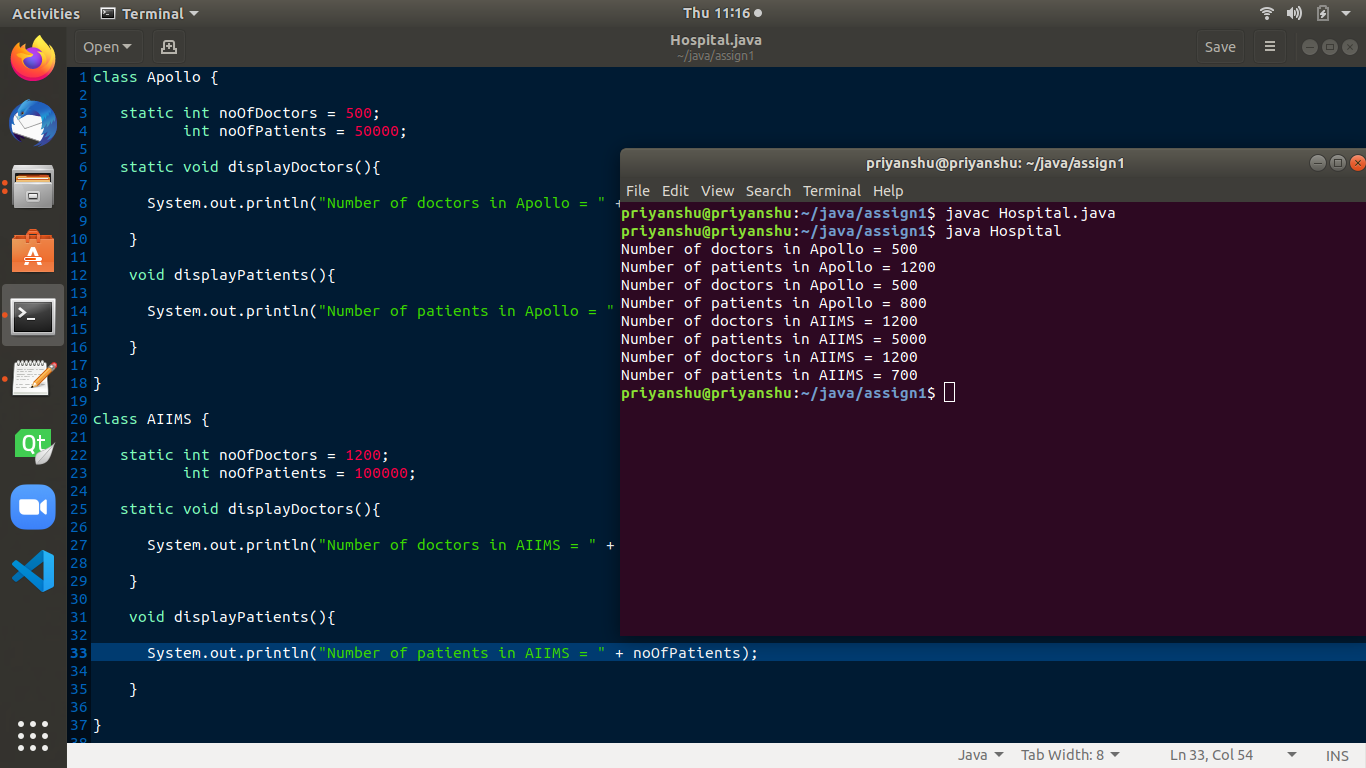 Activities Terminal Thu 11:16
Open Hospital.java Save
~/java/assign1
1 class Apollo {
2
3 static int noOfDoctors = 500;
4 int noOfPatients = 50000;
5
6 static void displayDoctors(){
7
8 System.out.println("Number of doctors in Apollo = " +
9
10 }
11
12 void displayPatients(){
13
14 System.out.println("Number of patients in Apollo = "
15
16 }
17
18 }
19
20 class AIIMS {
21
22 static int noOfDoctors = 1200;
23 int noOfPatients = 100000;
24
25 static void displayDoctors(){
26
27 System.out.println("Number of doctors in AIIMS = " +
28
29 }
30
31 void displayPatients(){
32
33 System.out.println("Number of patients in AIIMS = " + noOfPatients);
34
35 }
36
37 }
38
priyanshu@priyanshu: ~/java/assign1
File Edit View Search Terminal Help
priyanshu@priyanshu:~/java/assign1$ javac Hospital.java
priyanshu@priyanshu:~/java/assign1$ java Hospital
Number of doctors in Apollo = 500
Number of patients in Apollo = 1200
Number of doctors in Apollo = 500
Number of patients in Apollo = 800
Number of doctors in AIIMS = 1200
Number of patients in AIIMS = 5000
Number of doctors in AIIMS = 1200
Number of patients in AIIMS = 700
priyanshu@priyanshu:~/java/assign1$
Qt
Java Tab Width: 8 Ln 33, Col 54 INS